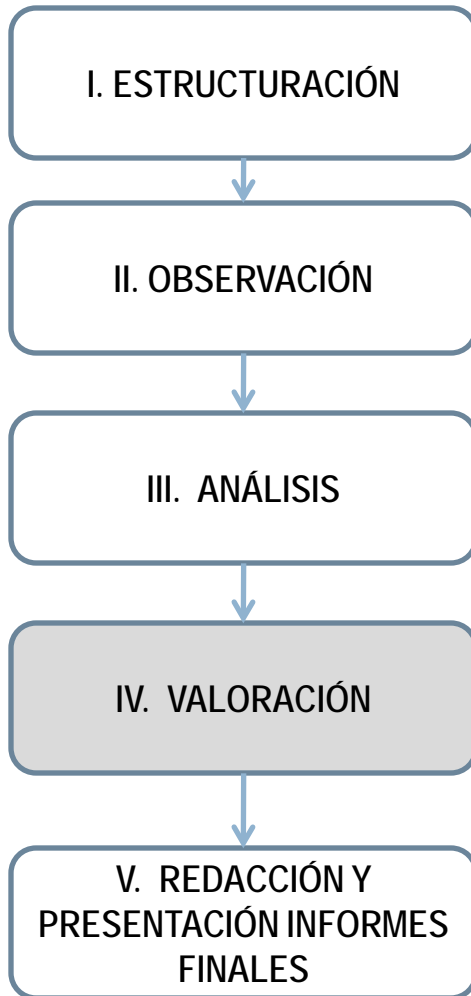 I. ESTRUCTURACIÓN
II. OBSERVACIÓN
III. ANÁLISIS
IV. VALORACIÓN
V. REDACCIÓN Y
PRESENTACIÓN INFORMES
FINALES